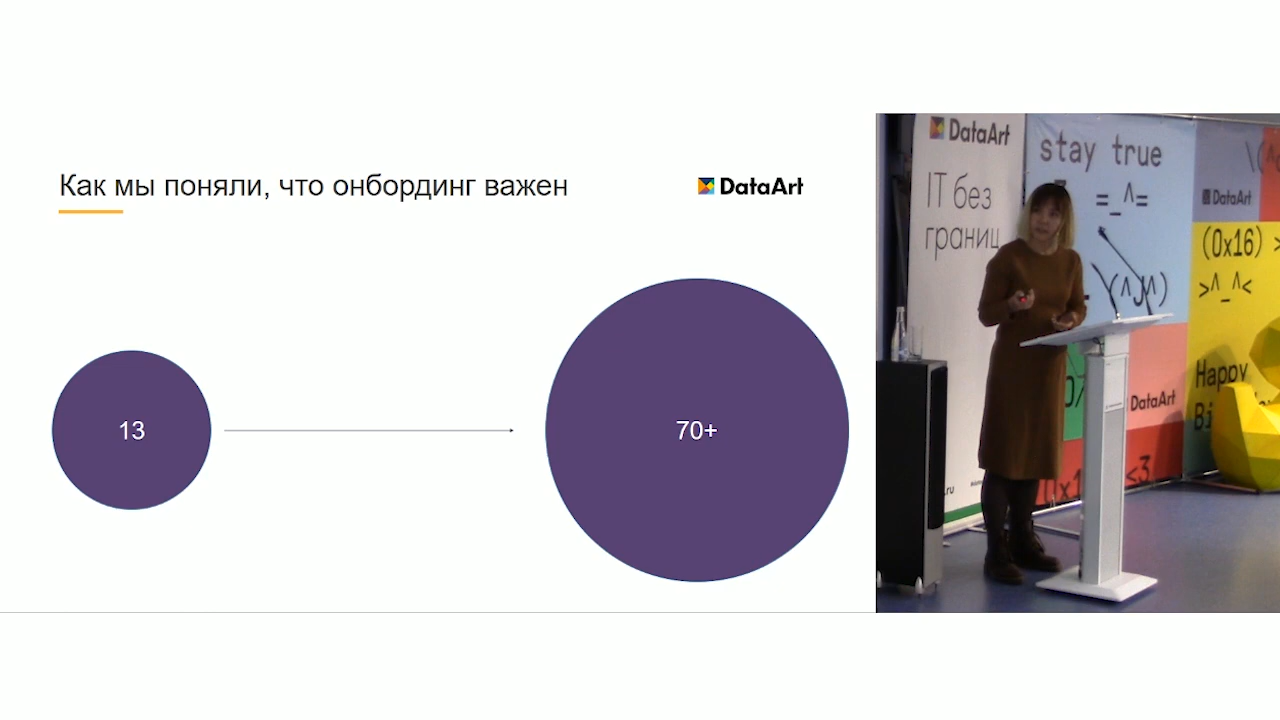 Как мы поняли, что онбординг важен
DataArt
13
70+
DataArt
IT без
границ
stay true
=_^=
DataArt
(0x16) >
>^_^<
\(^J^)
Happy
DataArt
<3